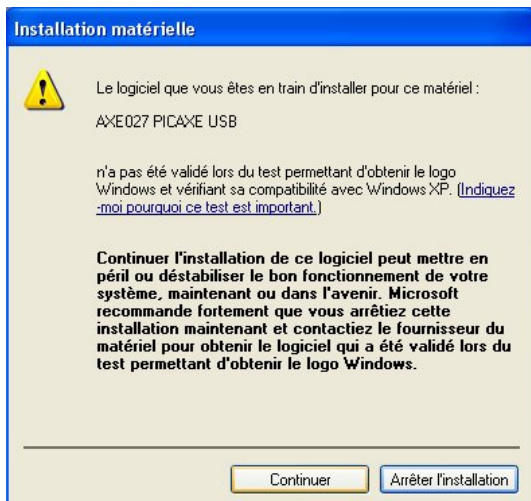 Installation matérielle
Le logiciel que vous êtes en train d'installer pour ce matériel :
AXE027 PICAXE USB
n'a pas été validé lors du test permettant d'obtenir le logo
Windows et vérifiant sa compatibilité avec Windows XP. (Indiquez
-moi pourquoi ce test est important.)
Continuer l'installation de ce logiciel peut mettre en
péril ou déstabiliser le bon fonctionnement de votre
système, maintenant ou dans l'avenir. Microsoft
recommande fortement que vous arrêtiez cette
installation maintenant et contactiez le fournisseur du
matériel pour obtenir le logiciel qui a été validé lors du
test permettant d'obtenir le logo Windows.
Continuer
Arrêter l'installation